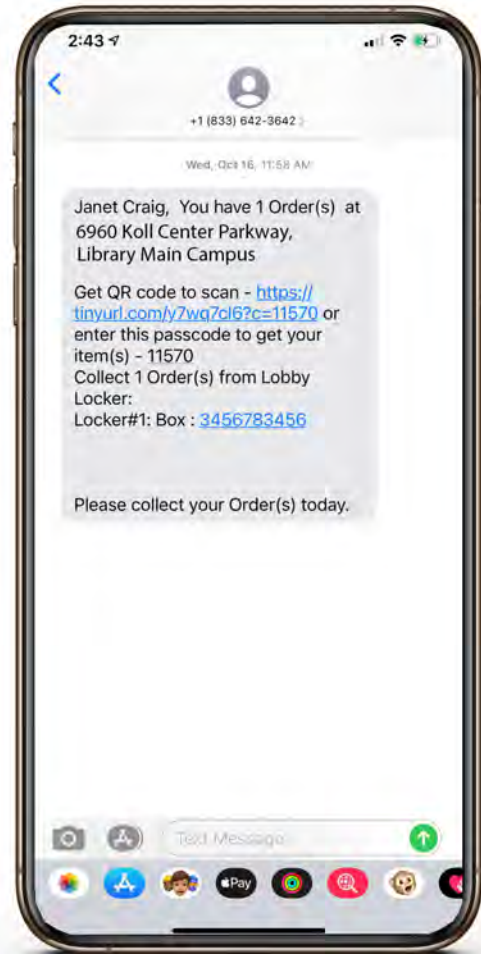 2:43
+1 (833) 642-3642
Wed, Oct 16, 11:58 AM
Janet Craig, You have 1 Order(s) at
6960 Koll Center Parkway,
Library Main Campus
Get QR code to scan - https://
tinyurl.com/y7wq7cl6?c=11570 or
enter this passcode to get your
item(s) - 11570
Collect 1 Order(s) from Lobby
Locker:
Locker#1: Box : 3456783456
Please collect your Order(s) today.
Text Message
Pay